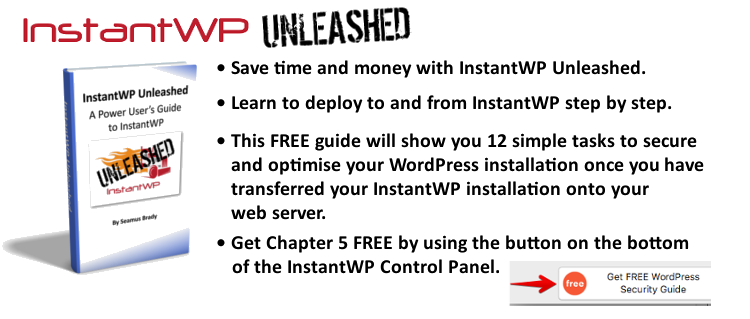 InstantWP UNLEASHED
InstantWP Unleashed
A Power User's Guide
to InstantWP
UNLEASHED
InstantWP
By Seamus Brady
• Save time and money with InstantWP Unleashed.
• Learn to deploy to and from InstantWP step by step.
• This FREE guide will show you 12 simple tasks to secure
and optimise your WordPress installation once you have
transferred your InstantWP installation onto your
web server.
• Get Chapter 5 FREE by using the button on the bottom
of the InstantWP Control Panel.
free
Get FREE WordPress
Security Guide